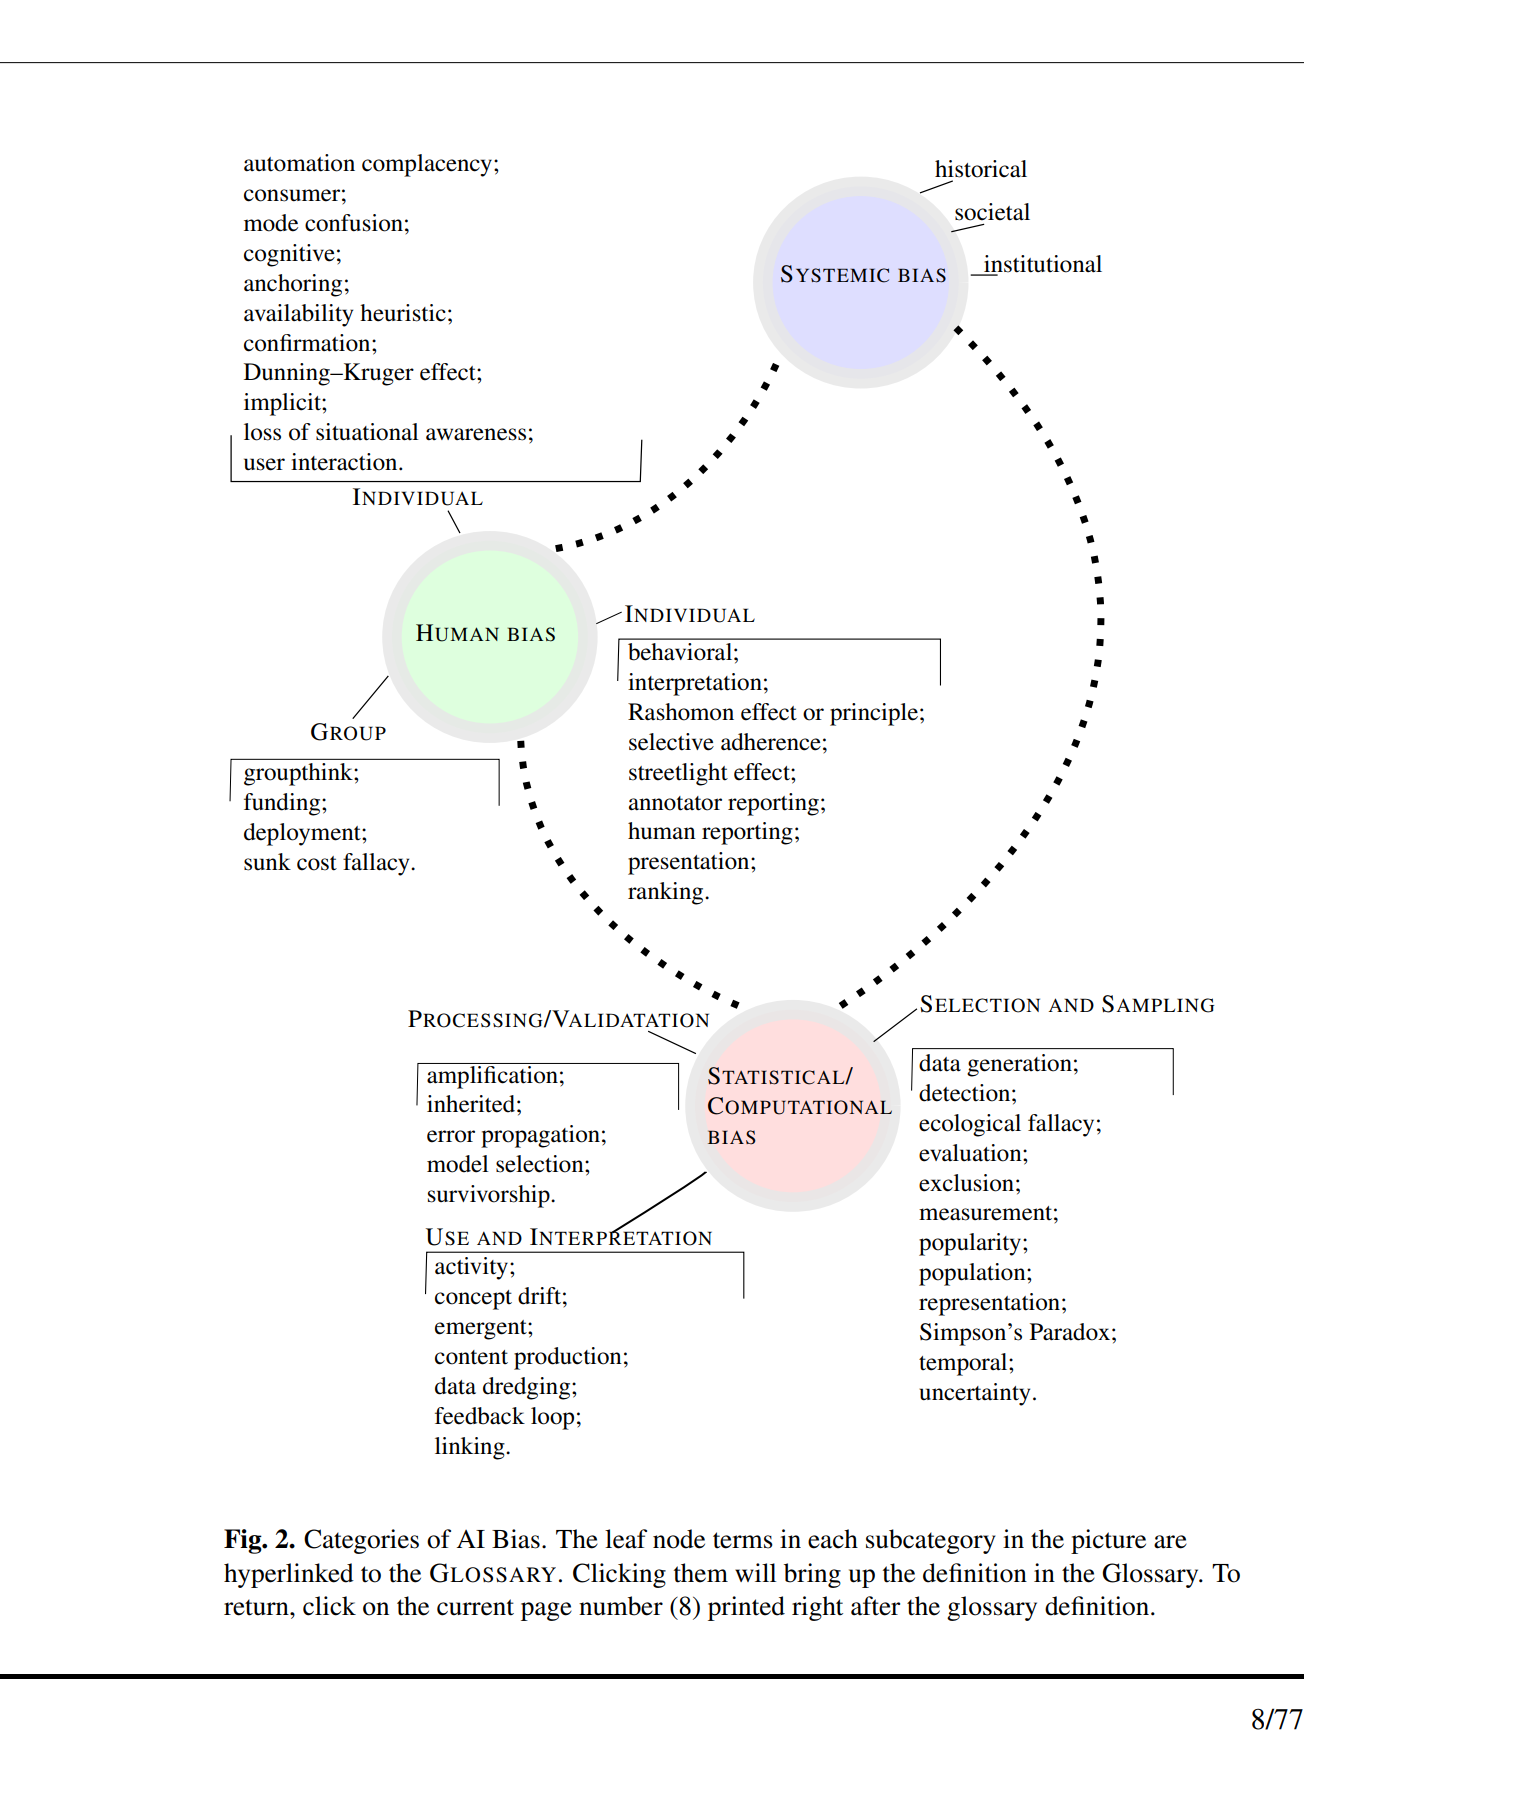 automation complacency;
consumer;
mode confusion;
cognitive;
anchoring;
availability heuristic;
confirmation;
Dunning–Kruger effect;
implicit;
loss of situational awareness;
user interaction.
INDIVIDUAL
historical
societal
institutional
SYSTEMIC BIAS
HUMAN BIAS
INDIVIDUAL
behavioral;
interpretation;
Rashomon effect or principle;
selective adherence;
streetlight effect;
annotator reporting;
human reporting;
presentation;
ranking.
GROUP
groupthink;
funding;
deployment;
sunk cost fallacy.
PROCESSING/VALIDATATION
amplification;
inherited;
error propagation;
model selection;
survivorship.
STATISTICAL/
COMPUTATIONAL
BIAS
SELECTION AND SAMPLING
data generation;
detection;
ecological fallacy;
evaluation;
exclusion;
measurement;
popularity;
population;
representation;
Simpson's Paradox;
temporal;
uncertainty.
USE AND INTERPRETATION
activity;
concept drift;
emergent;
content production;
data dredging;
feedback loop;
linking.
Fig. 2. Categories of AI Bias. The leaf node terms in each subcategory in the picture are
hyperlinked to the GLOSSARY. Clicking them will bring up the definition in the Glossary. To
return, click on the current page number (8) printed right after the glossary definition.
8/77